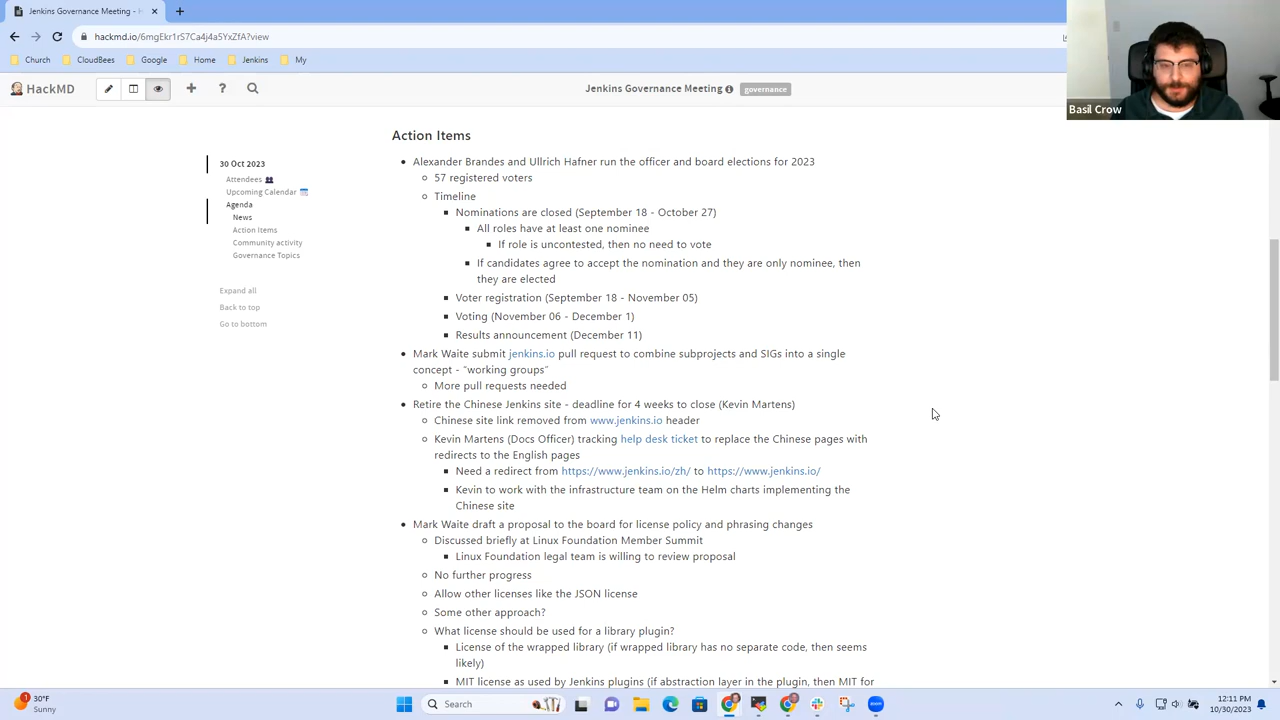 Jenkins Governance Meeting - H
hackmd.io/6mgEkr1rS7Ca4j4a5YxZfA?view
Church
CloudBees
Google
Home
Jenkins
My
HackMD
Jenkins Governance Meeting
governance
Basil Crow
30 Oct 2023
Attendees
Upcoming Calendar
Agenda
News
Action Items
Community activity
Governance Topics
Expand all
Back to top
Go to bottom
Action Items
Alexander Brandes and Ullrich Hafner run the officer and board elections for 2023
57 registered voters
Timeline
Nominations are closed (September 18 - October 27)
All roles have at least one nominee
If role is uncontested, then no need to vote
If candidates agree to accept the nomination and they are only nominee, then
they are elected
Voter registration (September 18 - November 05)
Voting (November 06 - December 1)
Results announcement (December 11)
Mark Waite submit jenkins.io pull request to combine subprojects and SIGs into a single
concept - "working groups"
More pull requests needed
Retire the Chinese Jenkins site - deadline for 4 weeks to close (Kevin Martens)
Chinese site link removed from www.jenkins.io header
Kevin Martens (Docs Officer) tracking help desk ticket to replace the Chinese pages with
redirects to the English pages
Need a redirect from https://www.jenkins.io/zh/ to https://www.jenkins.io/
Kevin to work with the infrastructure team on the Helm charts implementing the
Chinese site
Mark Waite draft a proposal to the board for license policy and phrasing changes
Discussed briefly at Linux Foundation Member Summit
Linux Foundation legal team is willing to review proposal
No further progress
Allow other licenses like the JSON license
Some other approach?
What license should be used for a library plugin?
License of the wrapped library (if wrapped library has no separate code, then seems
likely)
MIT license as used by Jenkins plugins (if abstraction layer in the plugin, then MIT for
30°F
Sunny
Search
12:11 PM
10/30/2023